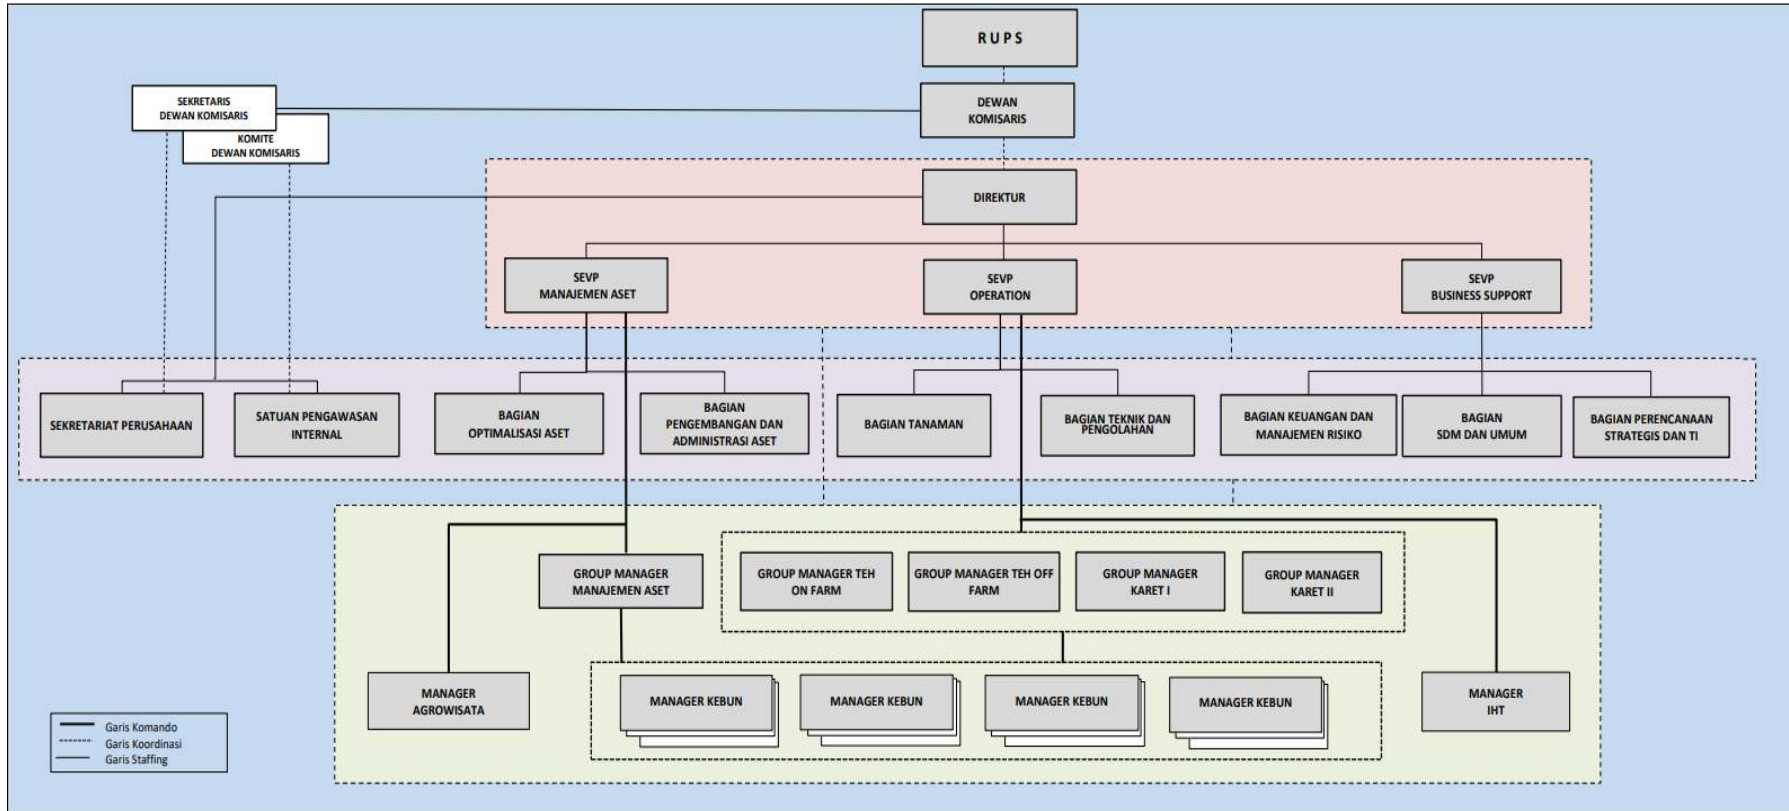 R U P S
SEKRETARIS
DEWAN KOMISARIS
KOMITE
DEWAN KOMISARIS
DEWAN
KOMISARIS
DIREKTUR
SEVP
MANAJEMEN ASET
SEVP
OPERATION
SEVP
BUSINESS SUPPORT
SEKRETARIAT PERUSAHAAN
SATUAN PENGAWASAN
INTERNAL
BAGIAN
OPTIMALISASI ASET
BAGIAN
PENGEMBANGAN DAN
ADMINISTRASI ASET
BAGIAN TANAMAN
BAGIAN TEKNIK DAN
PENGOLAHAN
BAGIAN KEUANGAN DAN
MANAJEMEN RISIKO
BAGIAN
SDM DAN UMUM
BAGIAN PERENCANAAN
STRATEGIS DAN TI
GROUP MANAGER
MANAJEMEN ASET
GROUP MANAGER TEH
ON FARM
GROUP MANAGER TEH OFF
FARM
GROUP MANAGER
KARET I
GROUP MANAGER
KARET II
MANAGER
AGROWISATA
MANAGER KEBUN
MANAGER KEBUN
MANAGER KEBUN
MANAGER KEBUN
MANAGER
IHT
Garis Komando
Garis Koordinasi
Garis Staffing